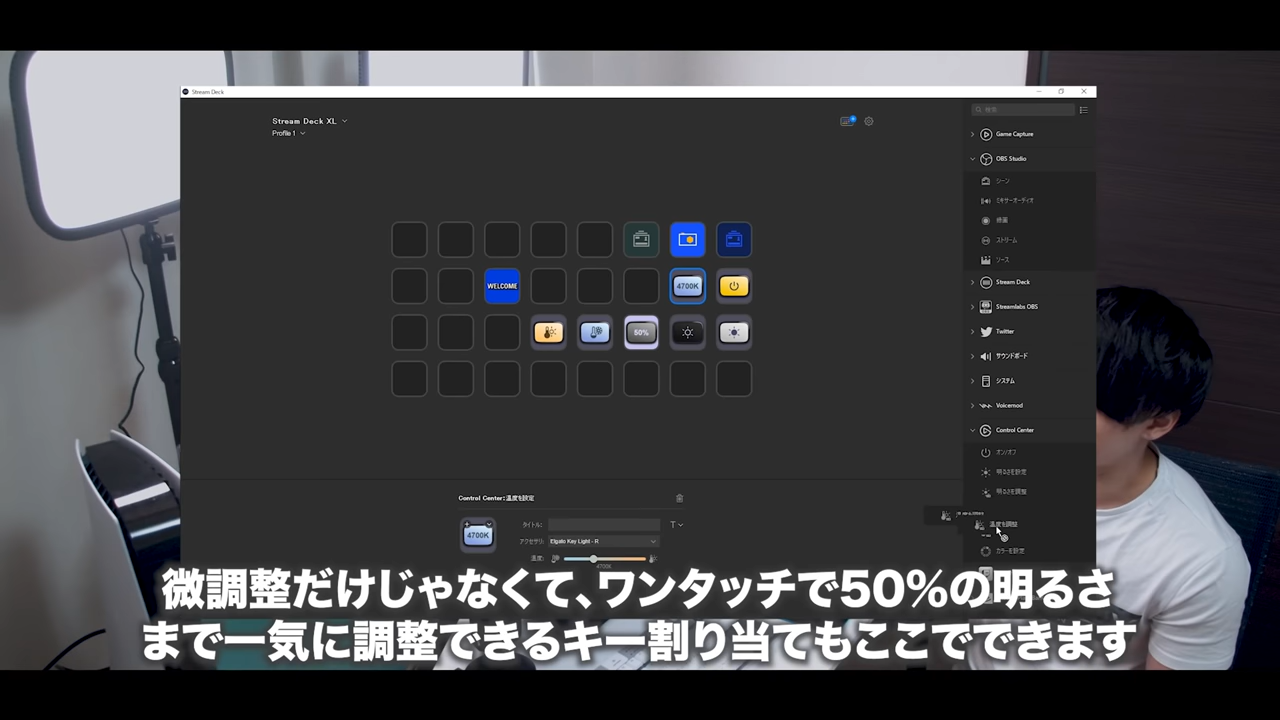 Stream Deck
Stream Deck XL
Profile 1
検索
Game Capture
OBS Studio
シーン
ミキサーオーディオ
録画
ストリーム
ソース
WELCOME
4700K
50%
Stream Deck
Streamlabs OBS
Twitter
サウンドボード
システム
Voicemod
Control Center
オン/オフ
明るさを設定
明るさを調整
温度を調整
カラーを設定
Control Center:温度を設定
4700K
タイトル:
T
アクセサリ: Elgato Key Light - R
温度:
4700K
微調整だけじゃなくて、ワンタッチで50%の明るさ
まで一気に調整できるキー割り当てもここでできます